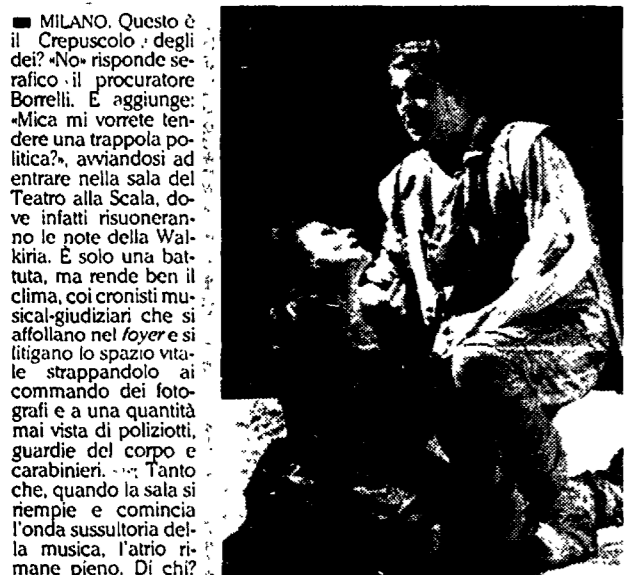 MILANO. Questo è
il Crepuscolo degli
dei? «No» risponde se-
rafico il procuratore
Borrelli. E aggiunge:
«Mica mi vorrete ten-
dere una trappola po-
litica?», avviandosi ad
entrare nella sala del
Teatro alla Scala, do-
ve infatti risuoneran-
no le note della Wal-
kiria. È solo una bat-
tuta, ma rende ben il
clima, coi cronisti mu-
sical-giudiziari che si
affollano nel foyer e si
litigano lo spazio vita-
le strappandolo ai
commando dei foto-
grafi e a una quantità
mai vista di poliziotti,
guardie del corpo e
carabinieri. Tanto
che, quando la sala si
riempie e comincia
l'onda sussultoria del-
la musica, l'atrio ri-
mane pieno. Di chi?